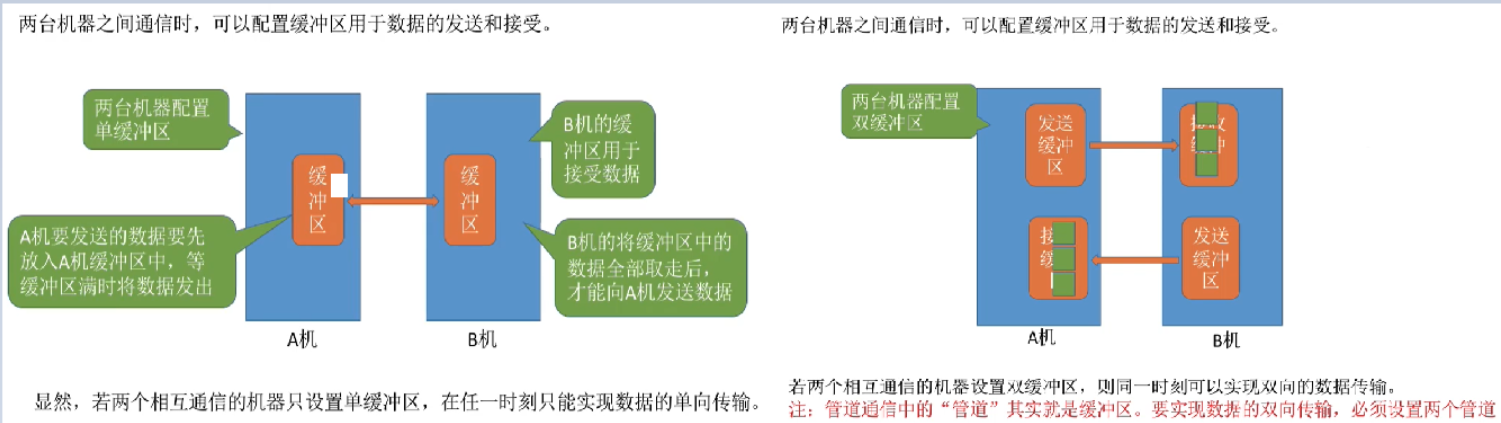 两台机器之间通信时，可以配置缓冲区用于数据的发送和接受。
两台机器配置
单缓冲区
缓
冲
区
缓
冲
区
B机的缓
冲区用于
接受数据
A机要发送的数据要先
放入A机缓冲区中，等
缓冲区满时将数据发出
B机的将缓冲区中的
数据全部取走后，
才能向A机发送数据
A机
B机
显然，若两个相互通信的机器只设置单缓冲区，在任一时刻只能实现数据的单向传输。
两台机器之间通信时，可以配置缓冲区用于数据的发送和接受。
两台机器配置
双缓冲区
发送
缓冲
区
接收
缓冲
接
缓
发送
缓冲
区
A机
B机
若两个相互通信的机器设置双缓冲区，则同一时刻可以实现双向的数据传输。
注：管道通信中的“管道”其实就是缓冲区。要实现数据的双向传输，必须设置两个管道